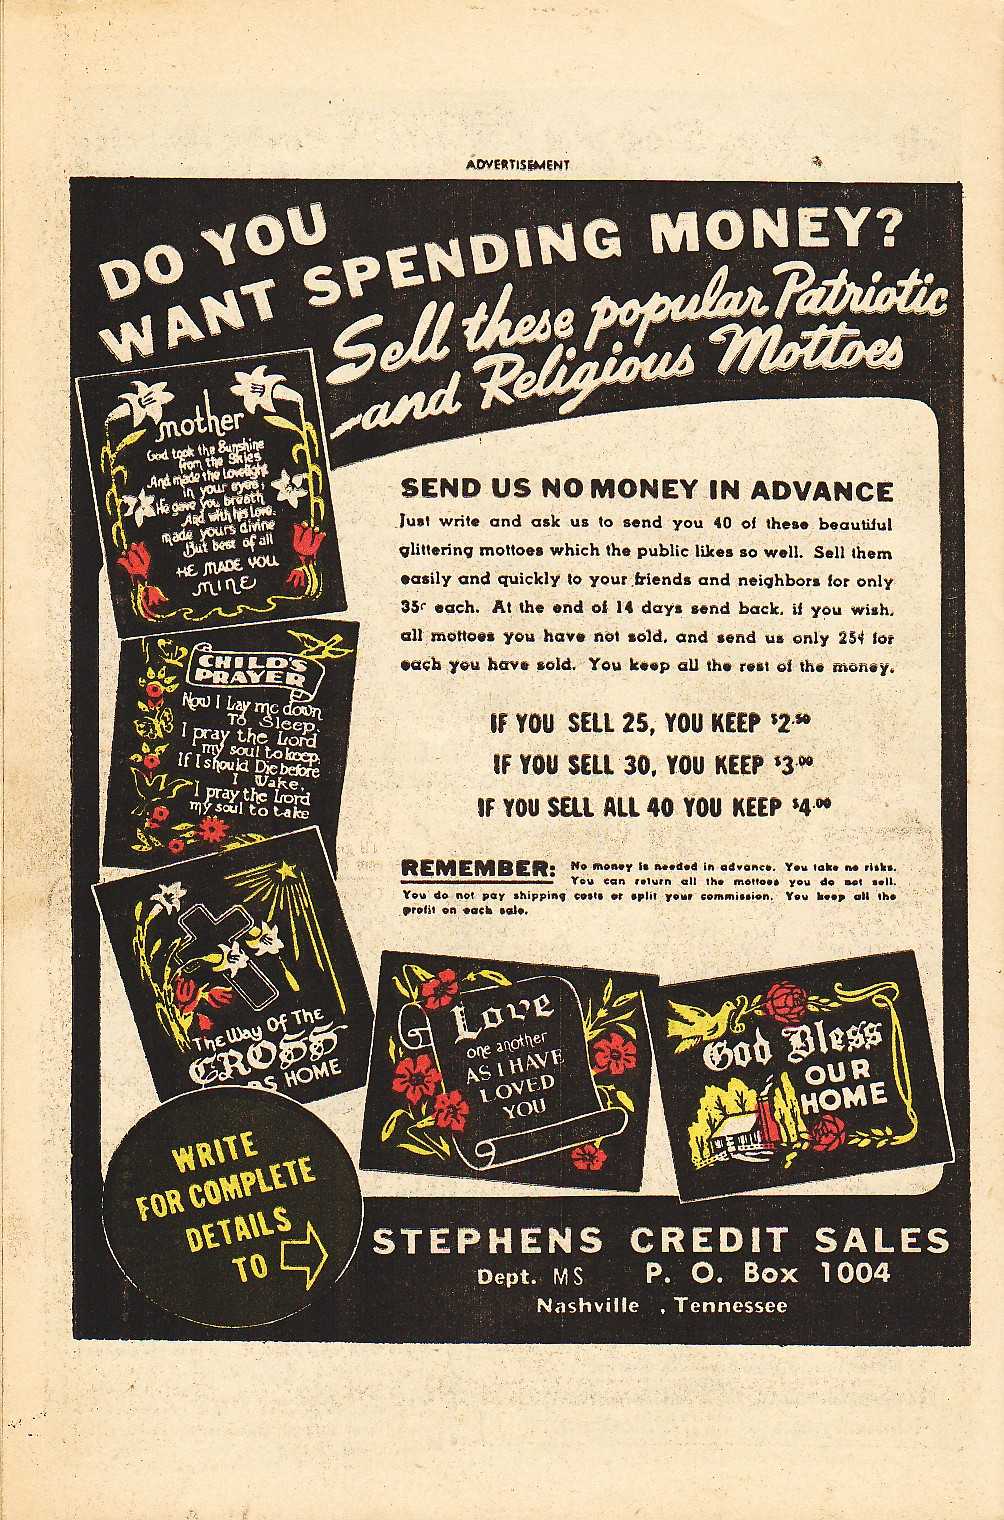 ADVERTISEMENT
DO YOU
WANT SPENDING MONEY?
Sell these popular Patriotic
-and Religious Mottoes
mother
God took the Sunshine
from the Skies
And made the Lovelight
in your eyes;
He gave you breath
And with his Love.
made yours divine
But best of all
HE MADE YOU
MINE
CHILD'S
PRAYER
Now I Lay me down
To Sleep.
I pray the Lord
my soul to keep;
If I should Die before
I Wake,
I pray the Lord
my soul to take
The Way OF THE
CROSS
DS HOME
SEND US NO MONEY IN ADVANCE
Just write and ask us to send you 40 of these beautiful
glittering mottoes which the public likes so well. Sell them
easily and quickly to your friends and neighbors for only
35¢ each. At the end of 14 days send back, if you wish,
all mottoes you have not sold, and send us only 25¢ for
each you have sold. You keep all the rest of the money.
IF YOU SELL 25, YOU KEEP $2.50
IF YOU SELL 30, YOU KEEP $3.00
IF YOU SELL ALL 40 YOU KEEP $4.00
REMEMBER: No money is needed in advance. You take no risks.
You can return all the mottoes you do not sell.
You do not pay shipping costs or split your commission. You keep all the
profit on each sale.
Love
one another
AS I HAVE
LOVED
YOU
God Bless
OUR
HOME
WRITE
FOR COMPLETE
DETAILS
TO
STEPHENS CREDIT SALES
Dept. MS P. O. Box 1004
Nashville , Tennessee